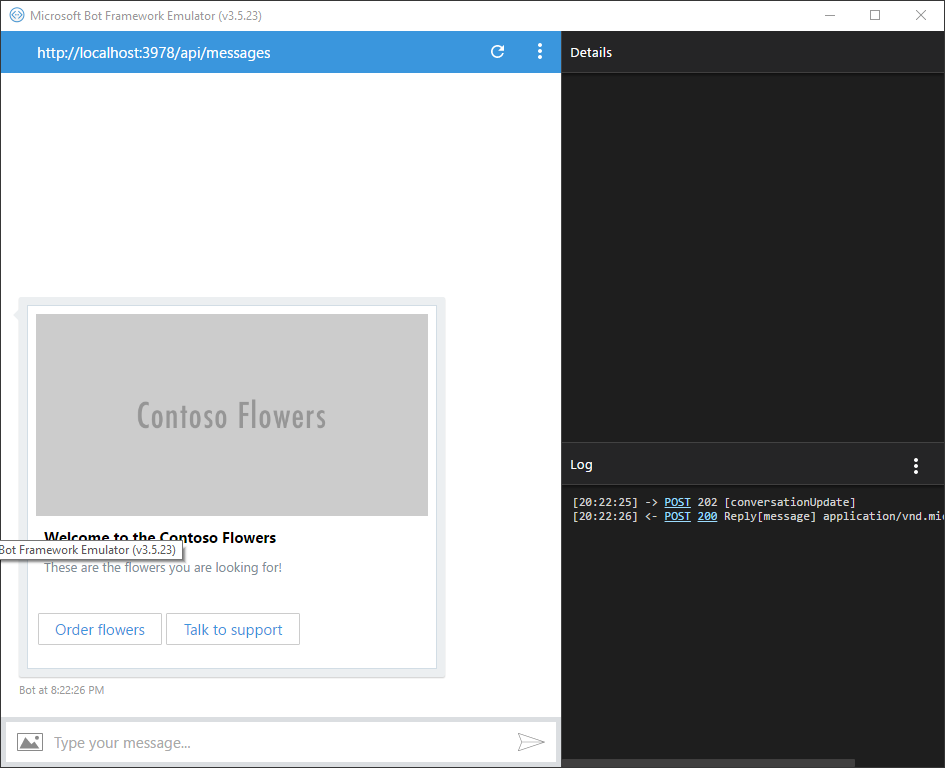 Microsoft Bot Framework Emulator (v3.5.23)
http://localhost:3978/api/messages
Details
Contoso Flowers
Welcome to the Contoso Flowers
Bot Framework Emulator (v3.5.23)
These are the flowers you are looking for!
Order flowers
Talk to support
Bot at 8:22:26 PM
Type your message...
Log
[20:22:25] -> POST 202 [conversationUpdate]
[20:22:26] <- POST 200 Reply[message] application/vnd.mic